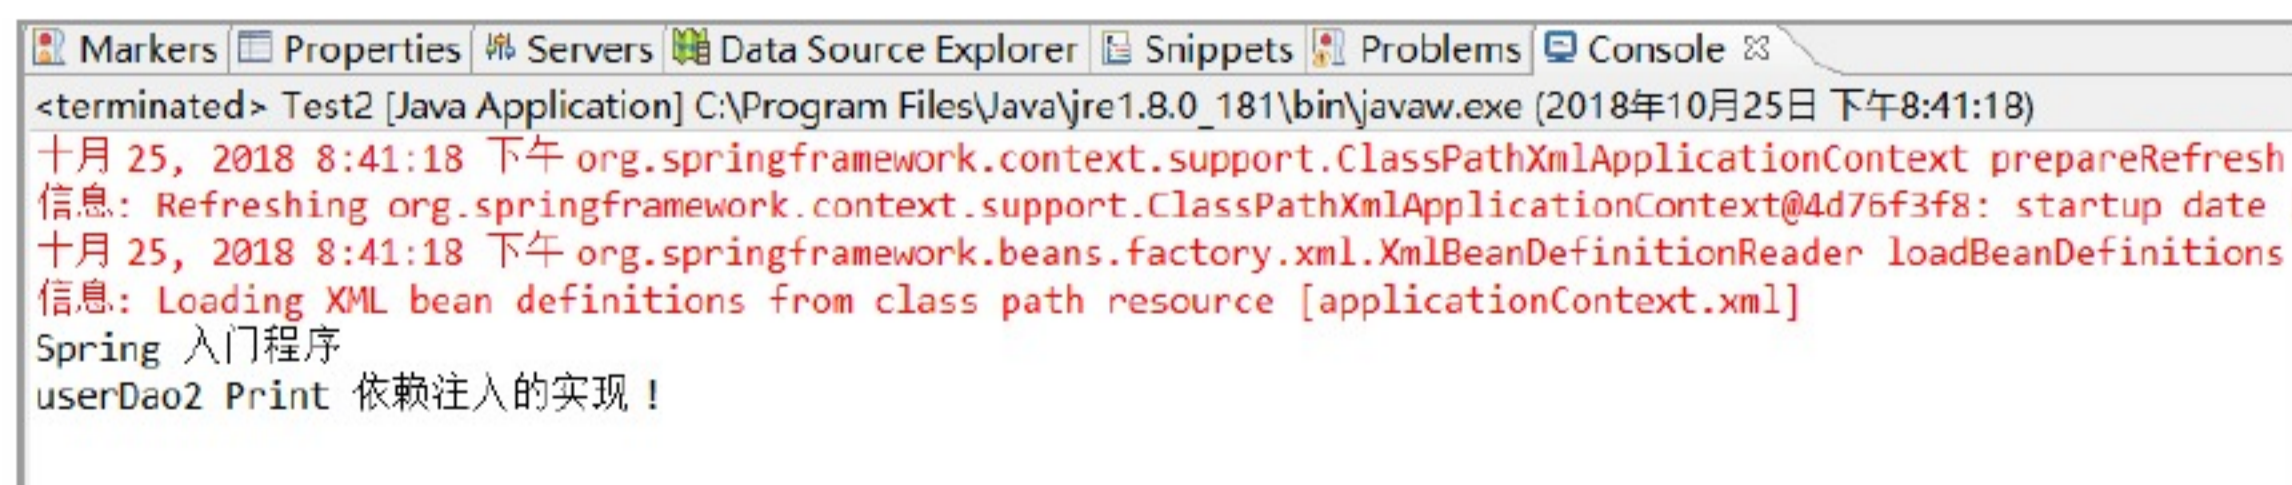 Markers Properties Servers Data Source Explorer Snippets Problems Console
<terminated> Test2 [Java Application] C:\Program Files\Java\jre1.8.0_181\bin\javaw.exe (2018年10月25日 下午8:41:18)
十月 25, 2018 8:41:18 下午 org.springframework.context.support.ClassPathXmlApplicationContext prepareRefresh
信息: Refreshing org.springframework.context.support.ClassPathXmlApplicationContext@4d76f3f8: startup date
十月 25, 2018 8:41:18 下午 org.springframework.beans.factory.xml.XmlBeanDefinitionReader loadBeanDefinitions
信息: Loading XML bean definitions from class path resource [applicationContext.xml]
Spring 入门程序
userDao2 Print 依赖注入的实现！